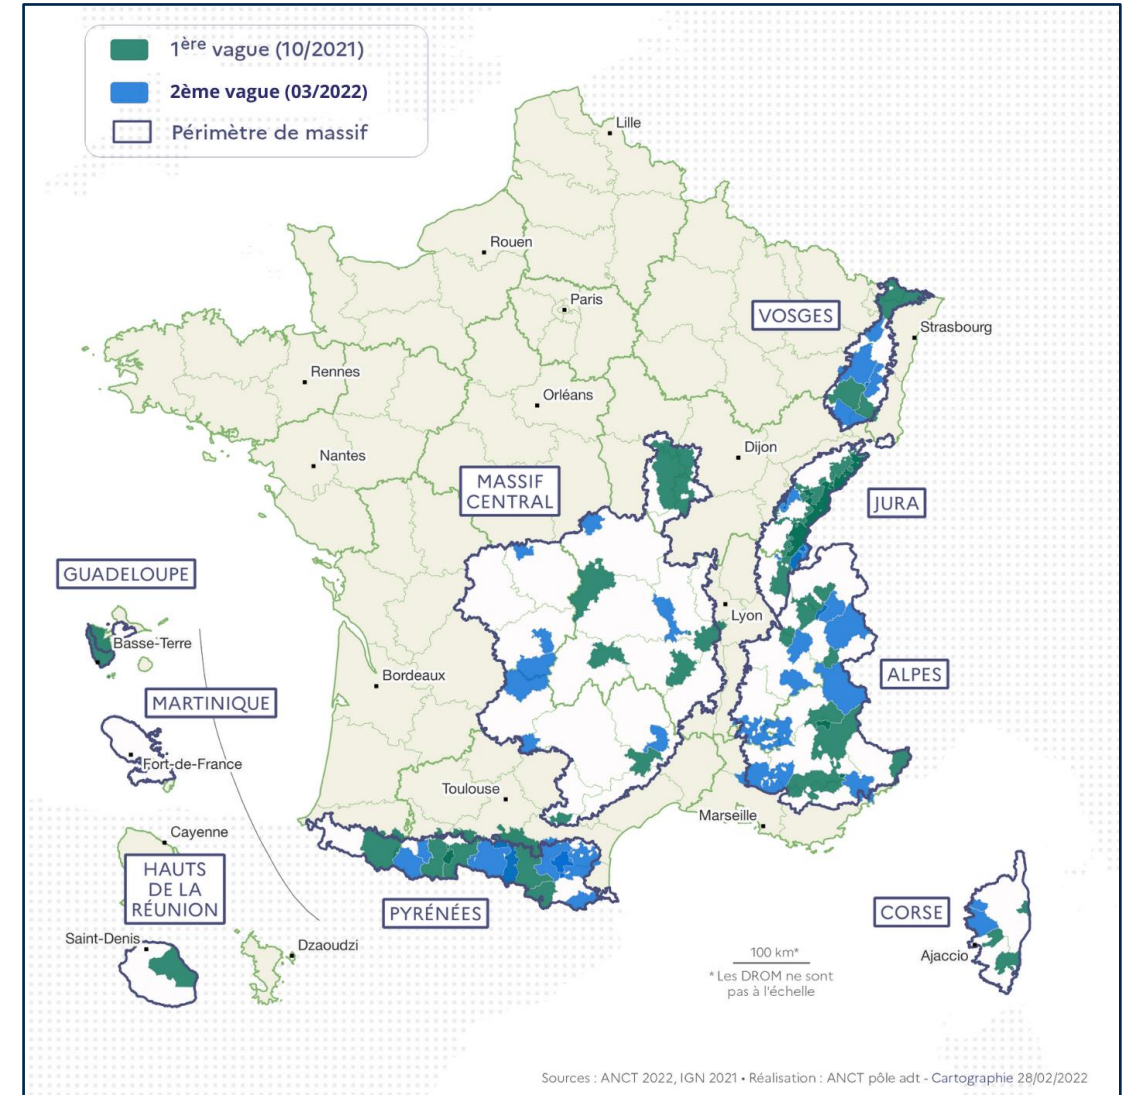 1ère vague (10/2021)
2ème vague (03/2022)
Périmètre de massif
Lille
Rouen
Paris
VOSGES
Strasbourg
Rennes
Orléans
Nantes
Dijon
MASSIF
CENTRAL
JURA
GUADELOUPE
Basse-Terre
Lyon
Bordeaux
ALPES
MARTINIQUE
Fort-de-France
Toulouse
Marseille
Cayenne
HAUTS
DE LA
RÉUNION
PYRÉNÉES
CORSE
Saint-Denis
Dzaoudzi
Ajaccio
100 km*
* Les DROM ne sont
pas à l'échelle
Sources : ANCT 2022, IGN 2021 • Réalisation : ANCT pôle adt - Cartographie 28/02/2022